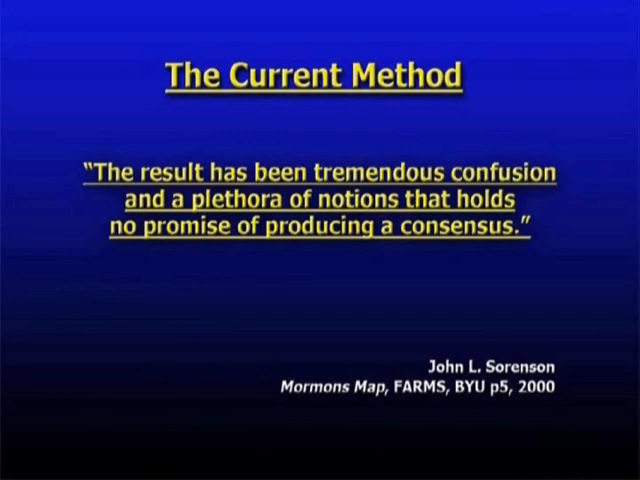 The Current Method
“The result has been tremendous confusion
and a plethora of notions that holds
no promise of producing a consensus.”
John L. Sorenson
Mormons Map, FARMS, BYU p5, 2000